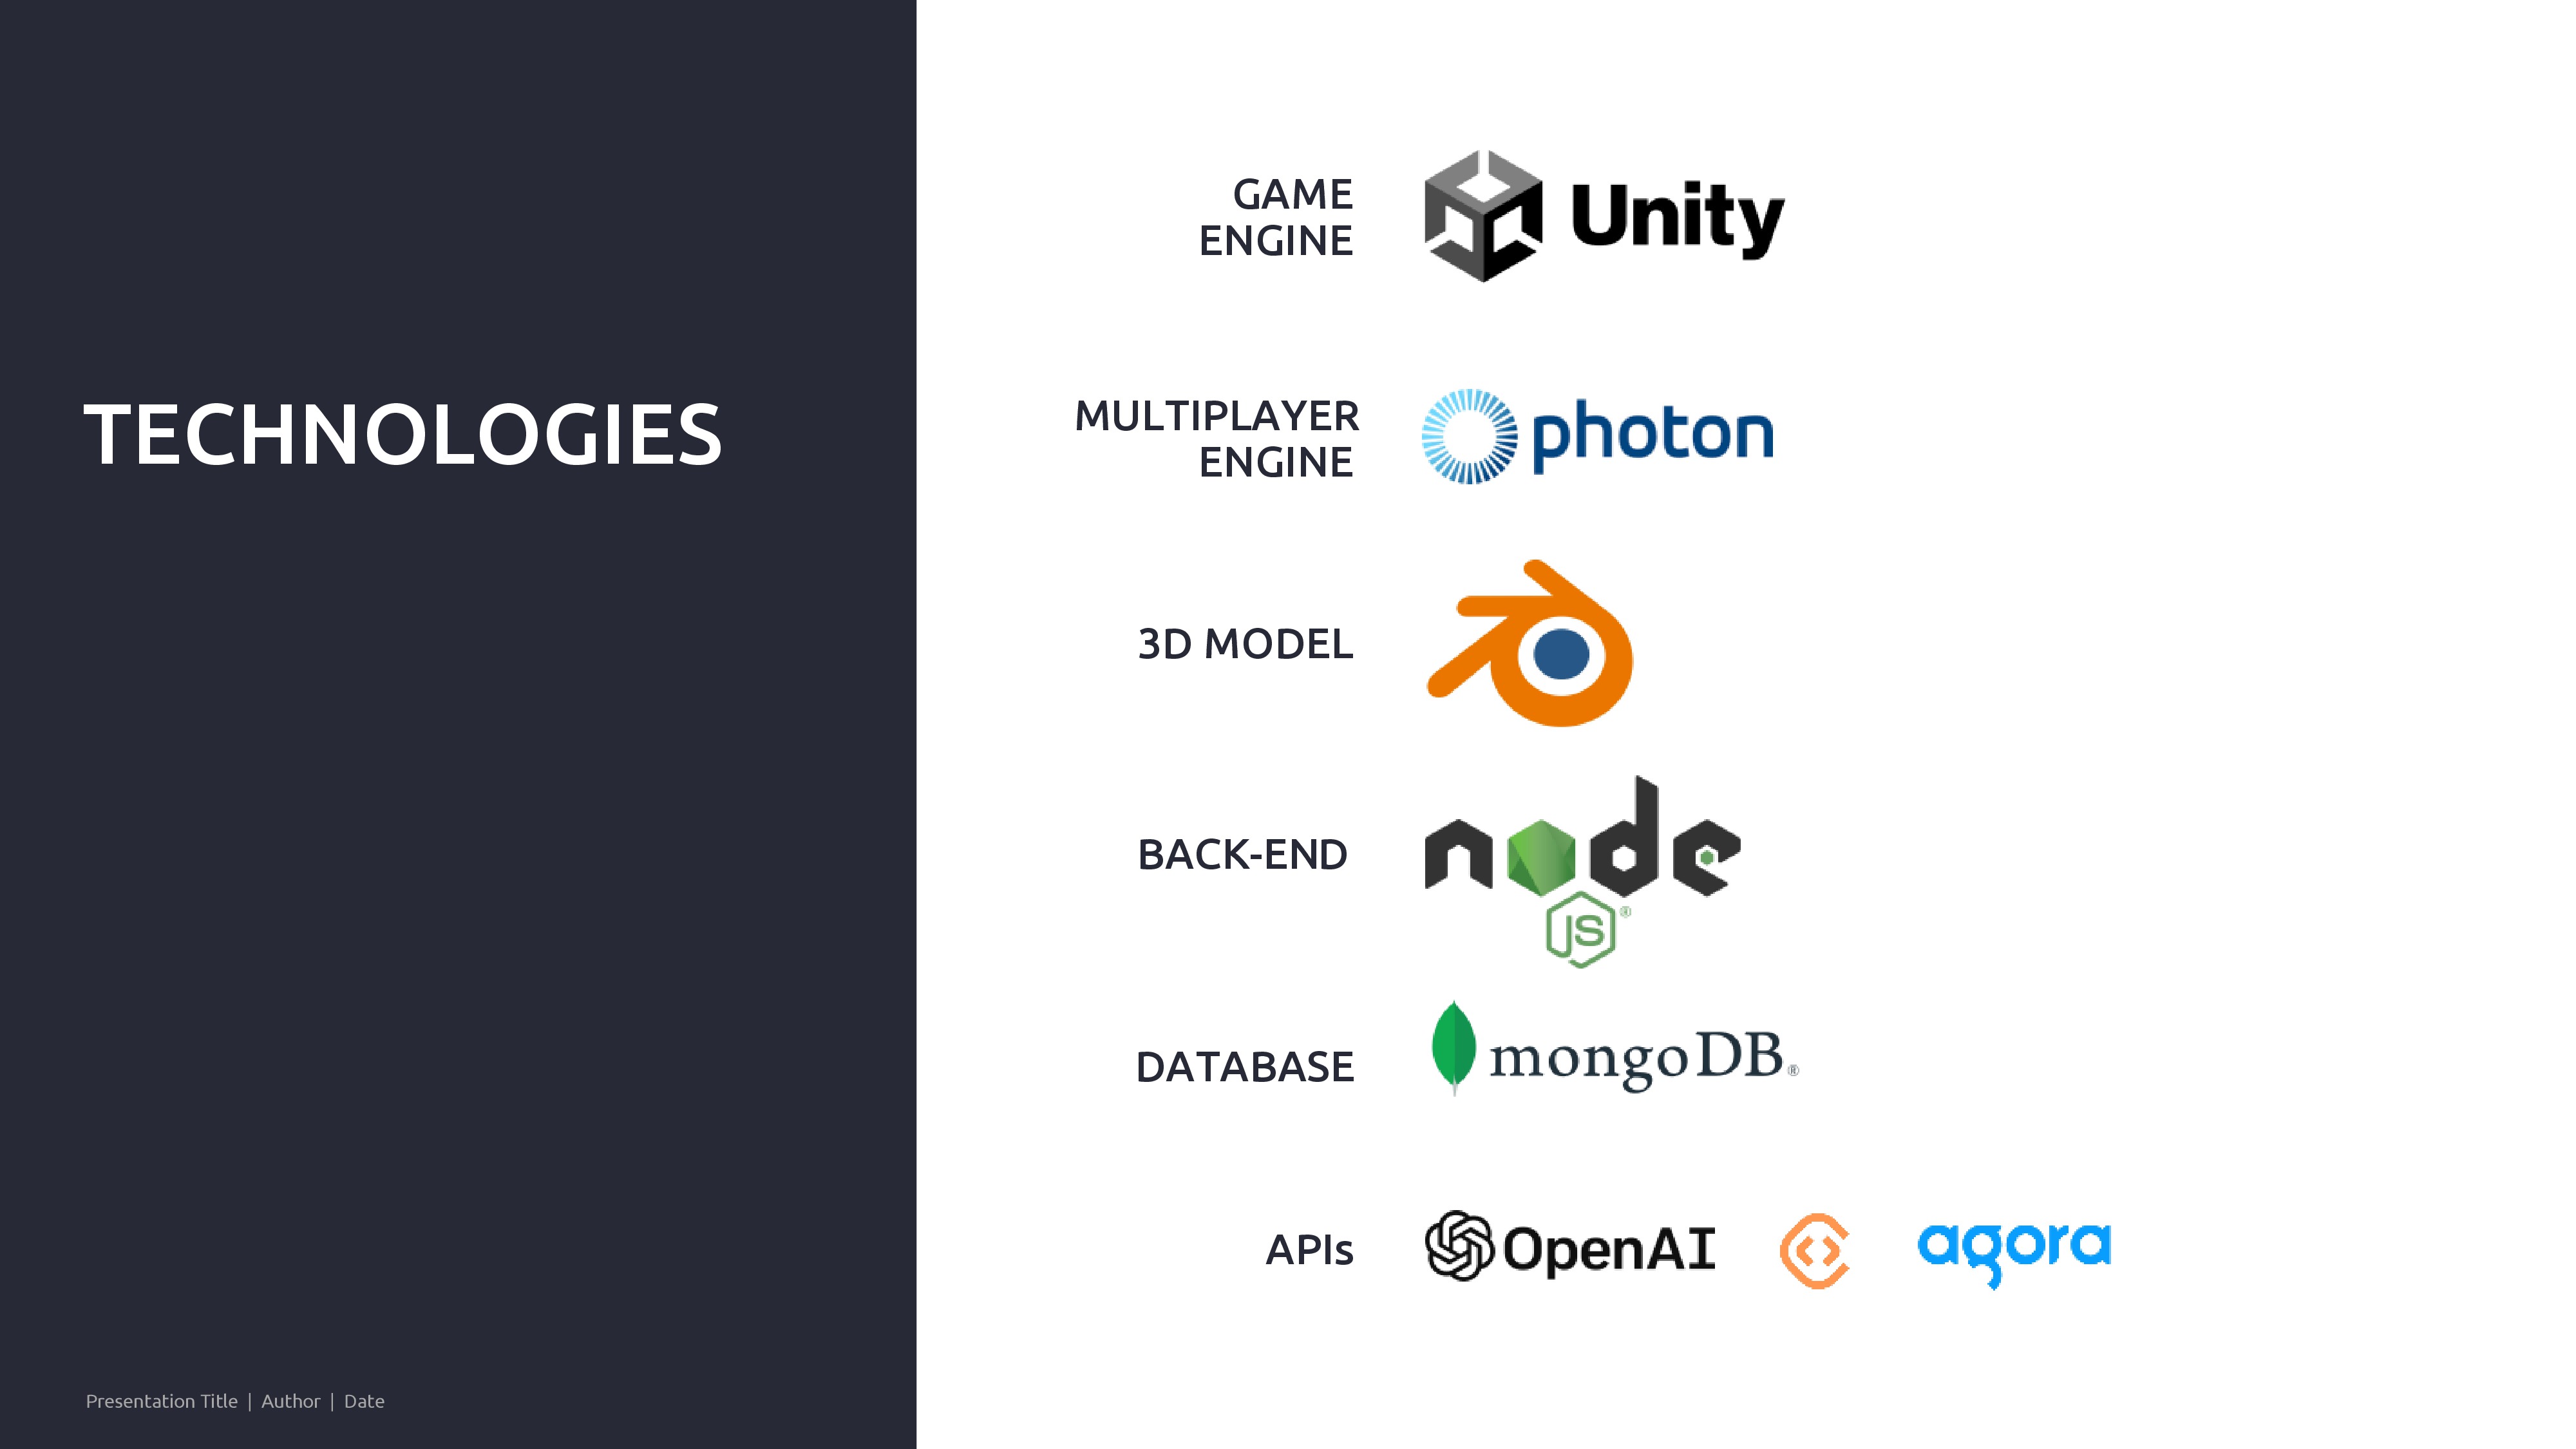 TECHNOLOGIES
GAME
ENGINE
Unity
MULTIPLAYER
ENGINE
photon
3D MODEL
BACK-END
node
JS®
DATABASE
mongoDB®
APIs
OpenAI
agora
Presentation Title | Author | Date